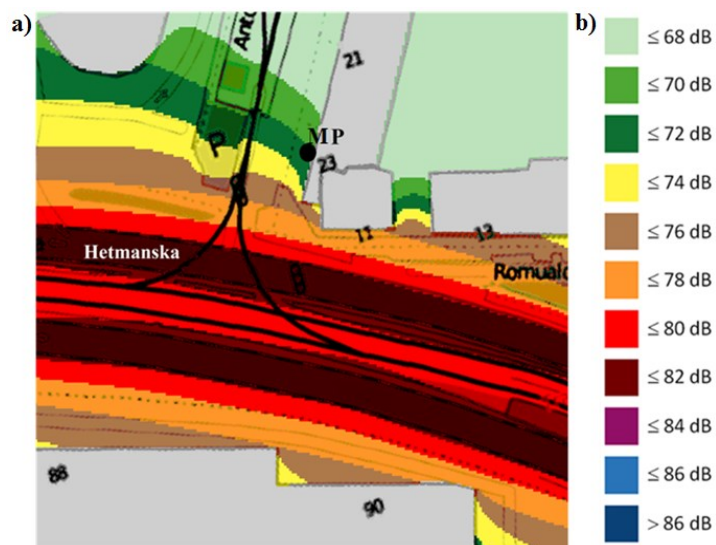 a)
Anto
21
MP
23
P
11
13
Hetmanska
Romuald
88
90
b)
≤ 68 dB
≤ 70 dB
≤ 72 dB
≤ 74 dB
≤ 76 dB
≤ 78 dB
≤ 80 dB
≤ 82 dB
≤ 84 dB
≤ 86 dB
> 86 dB